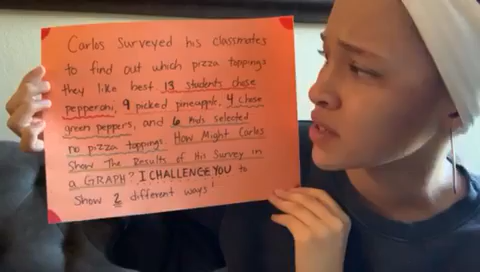 Carlos Surveyed his classmates
to find out which pizza toppings
they like best. 13 students chose
pepperoni, 9 picked pineapple, 4 chose
green peppers, and 6 kids selected
no pizza toppings. How Might Carlos
Show The Results of His Survey in
a GRAPH? I CHALLENGE YOU to
Show 2 different ways!